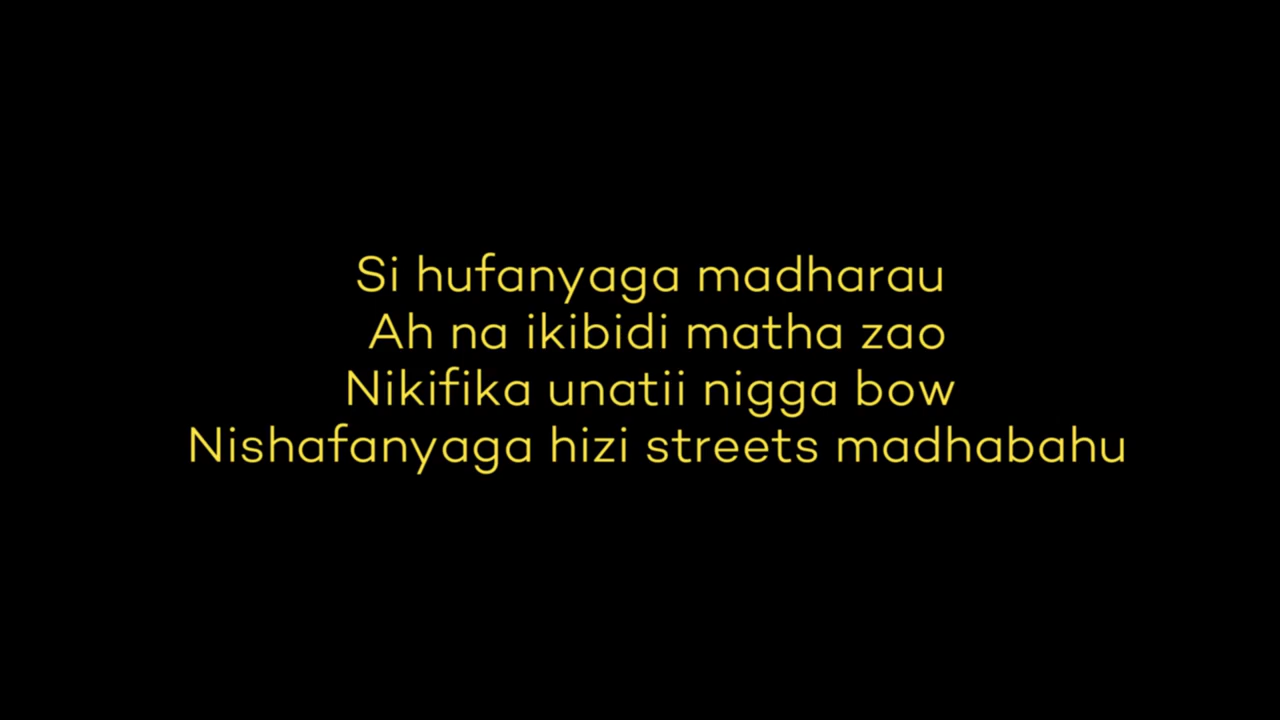 Si hufanyaga madharau
Ah na ikibidi matha zao
Nikifika unatii nigga bow
Nishafanyaga hizi streets madhabahu